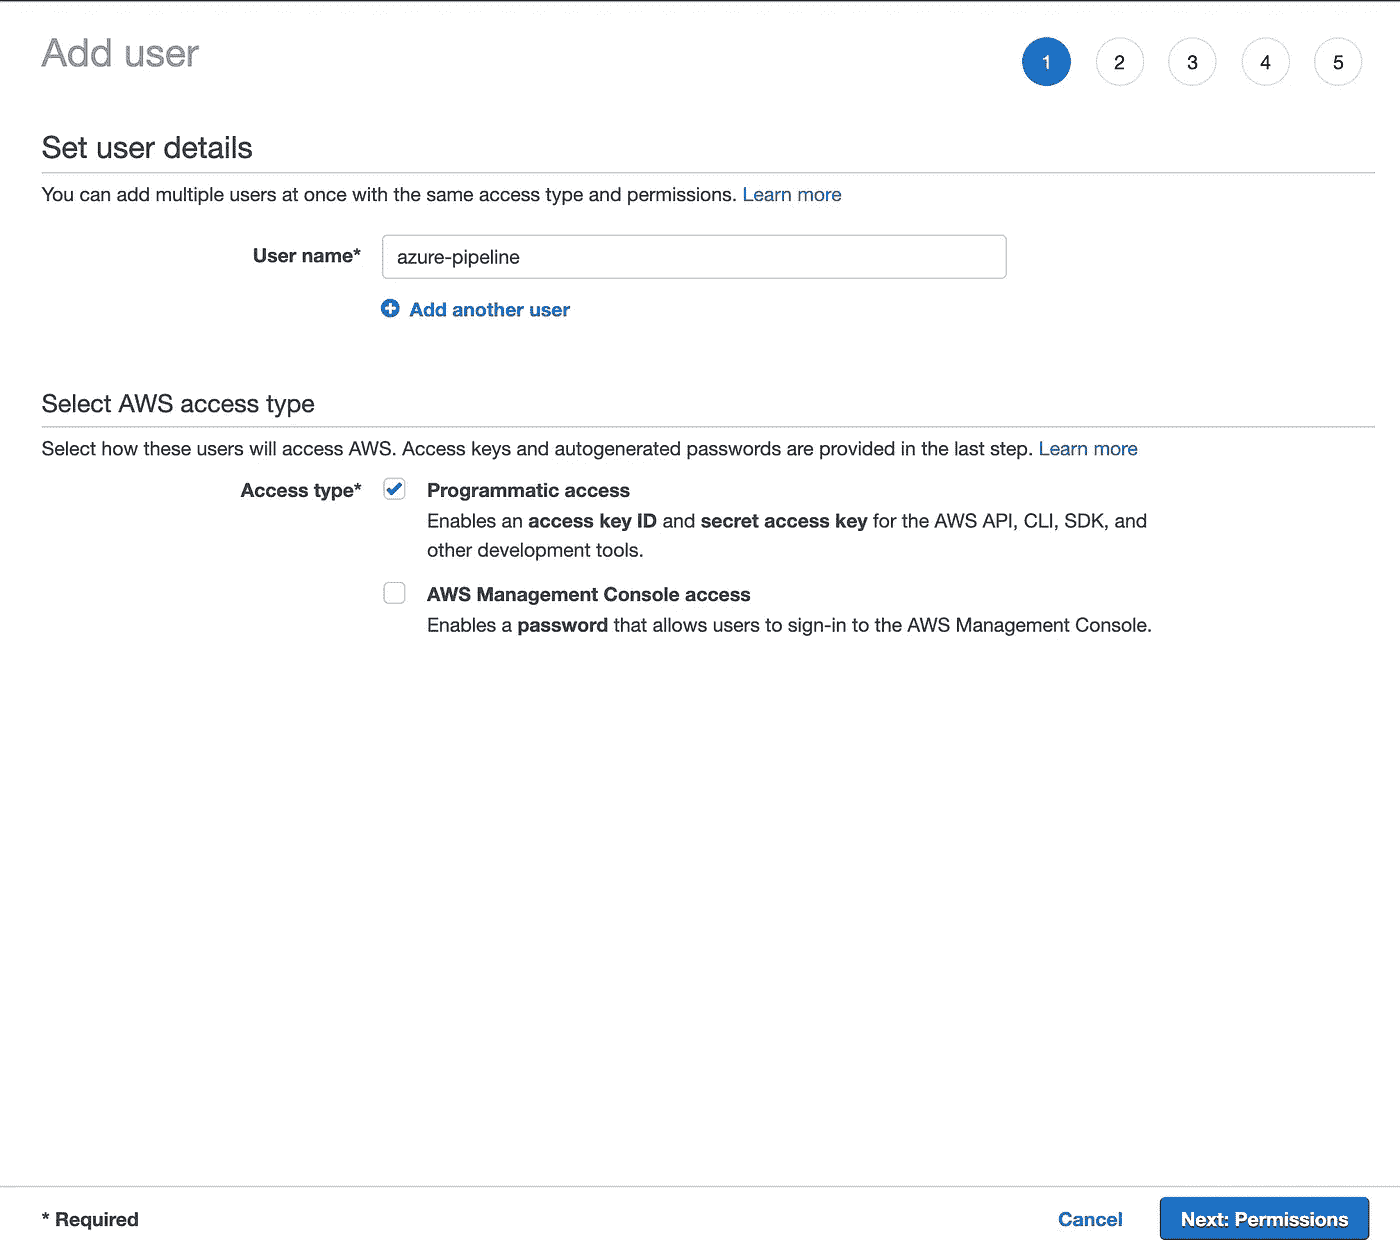 Add user
1 2 3 4 5
Set user details
You can add multiple users at once with the same access type and permissions. Learn more
User name* azure-pipeline
Add another user
Select AWS access type
Select how these users will access AWS. Access keys and autogenerated passwords are provided in the last step. Learn more
Access type* Programmatic access
Enables an access key ID and secret access key for the AWS API, CLI, SDK, and
other development tools.
AWS Management Console access
Enables a password that allows users to sign-in to the AWS Management Console.
* Required Cancel Next: Permissions